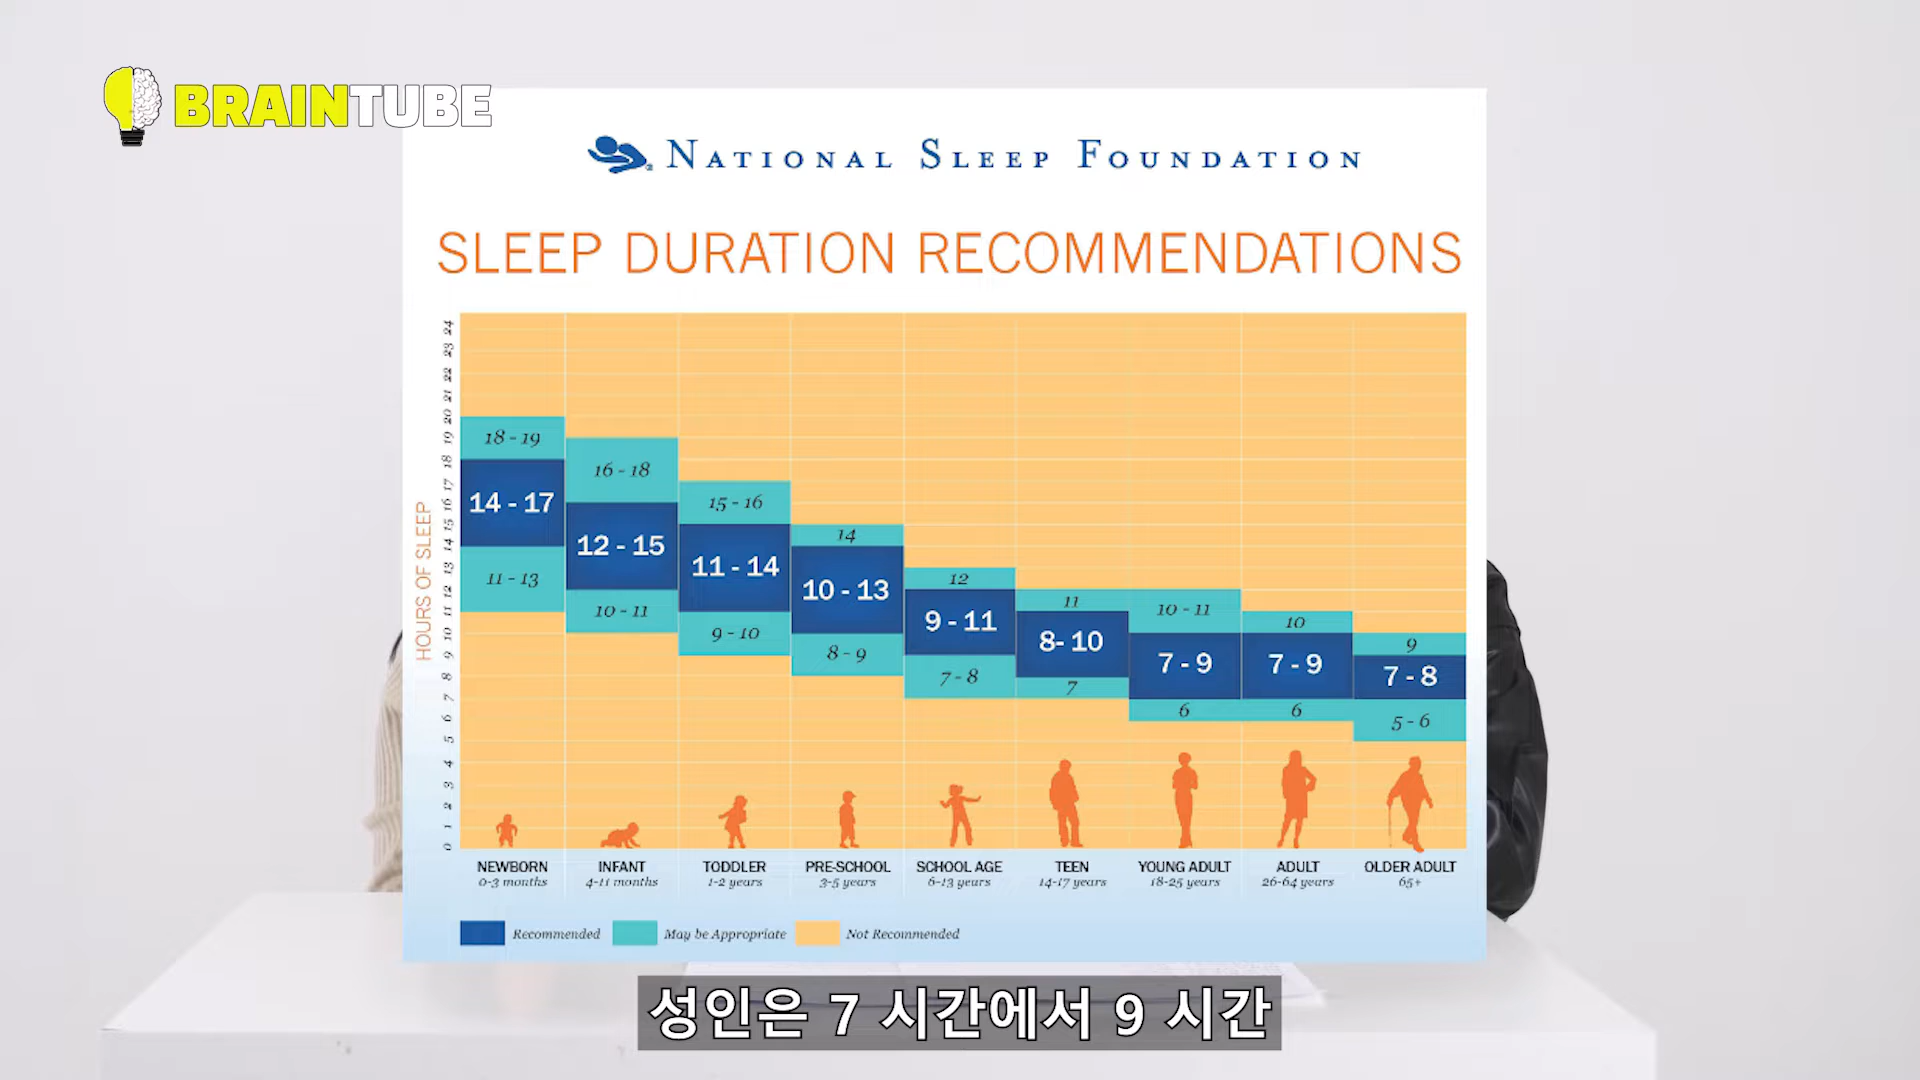 BRAINTUBE
NATIONAL SLEEP FOUNDATION
SLEEP DURATION RECOMMENDATIONS
HOURS OF SLEEP
24
23
22
21
20
19
18
17
16
15
14
13
12
11
10
9
8
7
6
5
4
3
2
1
0
18 - 19
14 - 17
11 - 13
16 - 18
12 - 15
10 - 11
15 - 16
11 - 14
9 - 10
14
10 - 13
8 - 9
12
9 - 11
7 - 8
11
8- 10
7
10 - 11
7 - 9
6
10
7 - 9
6
9
7 - 8
5 - 6
NEWBORN
0-3 months
INFANT
4-11 months
TODDLER
1-2 years
PRE-SCHOOL
3-5 years
SCHOOL AGE
6-13 years
TEEN
14-17 years
YOUNG ADULT
18-25 years
ADULT
26-64 years
OLDER ADULT
65+
Recommended
May be Appropriate
Not Recommended
성인은 7 시간에서 9 시간